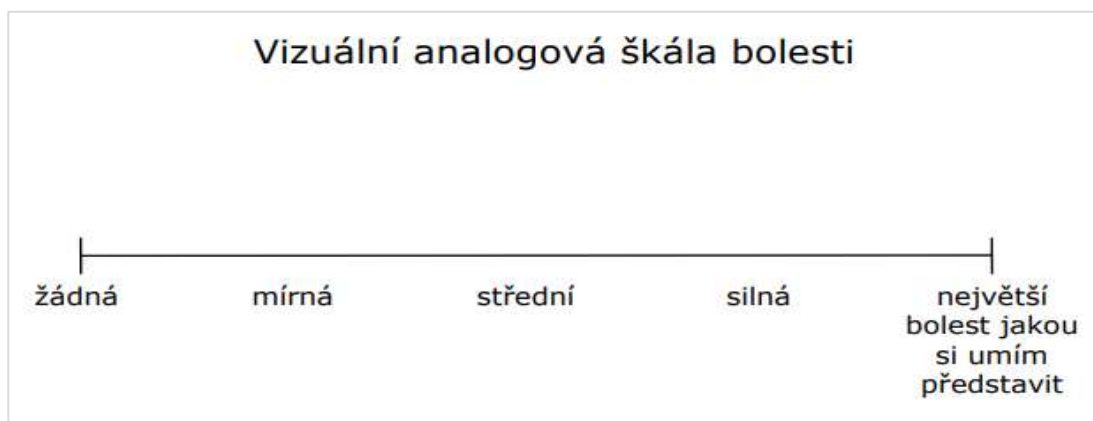 Vizuální analogová škála bolesti
žádná mírná střední silná největší
bolest jakou
si umím
představit